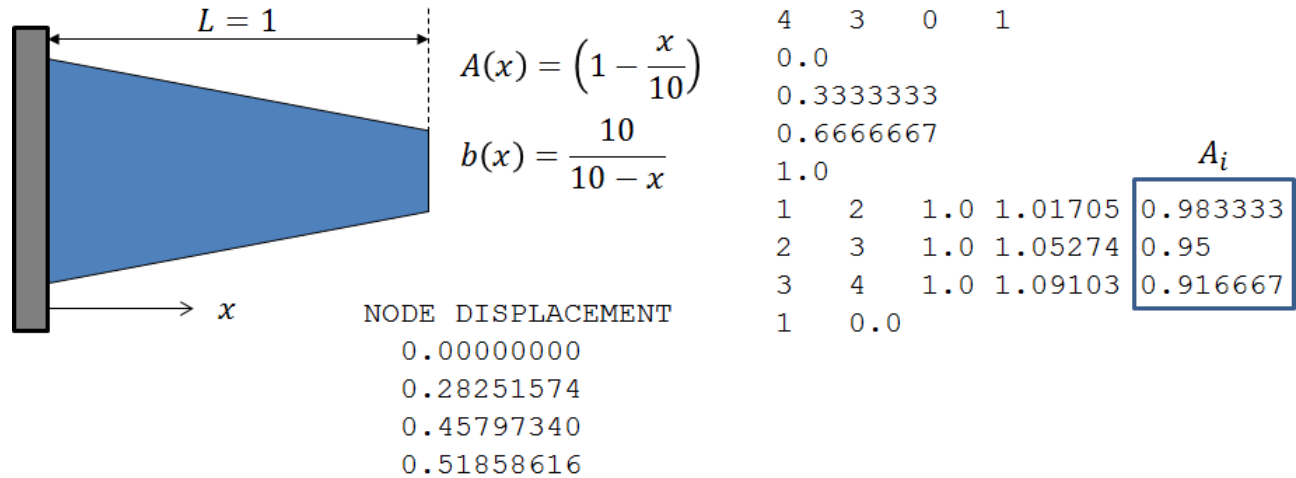 L = 1
A(x) = (1 − x/10)
b(x) = 10/(10 − x)
x
NODE DISPLACEMENT
0.00000000
0.28251574
0.45797340
0.51858616
4 3 0 1
0.0
0.3333333
0.6666667
1.0
A_i
1 2 1.0 1.01705 0.983333
2 3 1.0 1.05274 0.95
3 4 1.0 1.09103 0.916667
1 0.0